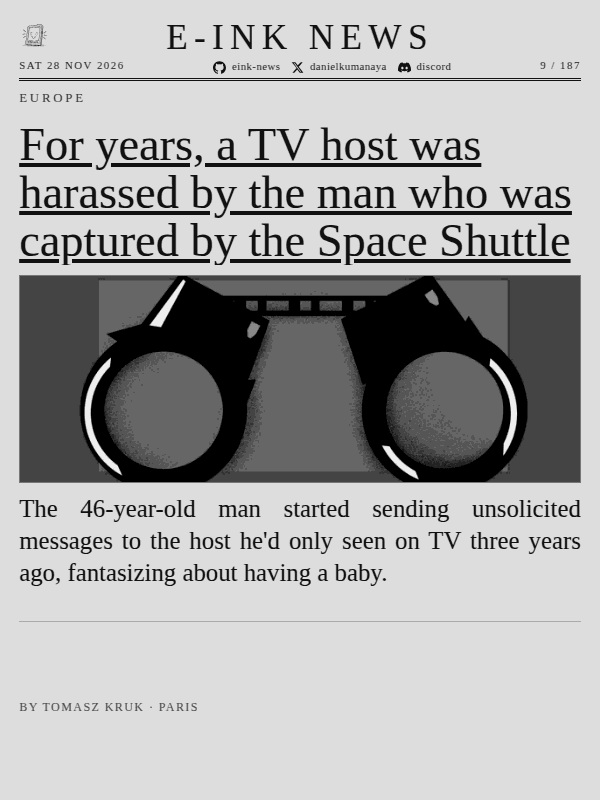 E-INK NEWS
SAT 28 NOV 2026
eink-news danielkumanaya discord
9 / 187
EUROPE
For years, a TV host was
harassed by the man who was
captured by the Space Shuttle
The 46-year-old man started sending unsolicited
messages to the host he'd only seen on TV three years
ago, fantasizing about having a baby.
BY TOMASZ KRUK · PARIS